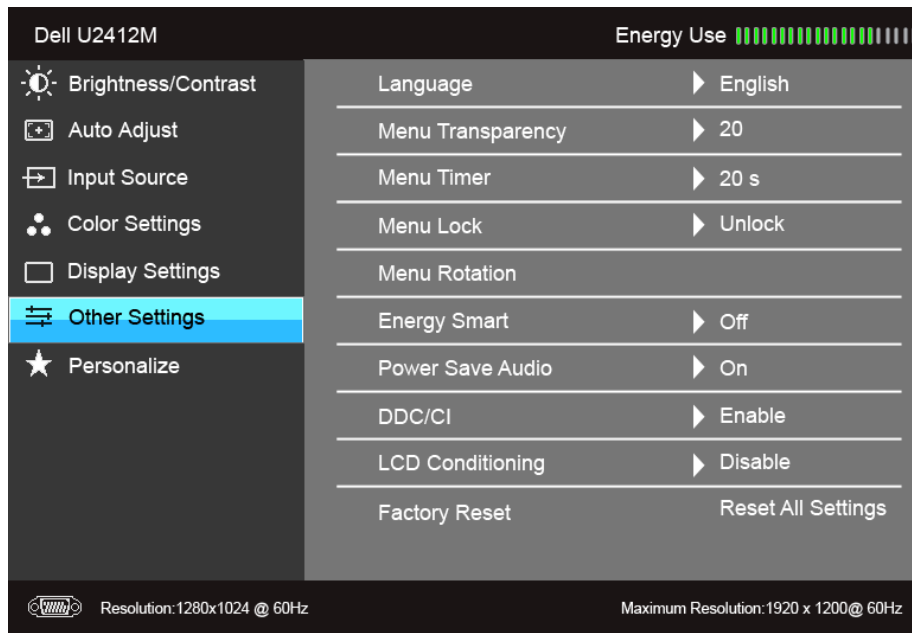 Dell U2412M
Energy Use
Brightness/Contrast
Auto Adjust
Input Source
Color Settings
Display Settings
Other Settings
Personalize
Language English
Menu Transparency 20
Menu Timer 20 s
Menu Lock Unlock
Menu Rotation
Energy Smart Off
Power Save Audio On
DDC/CI Enable
LCD Conditioning Disable
Factory Reset Reset All Settings
Resolution:1280x1024 @ 60Hz
Maximum Resolution:1920 x 1200@ 60Hz